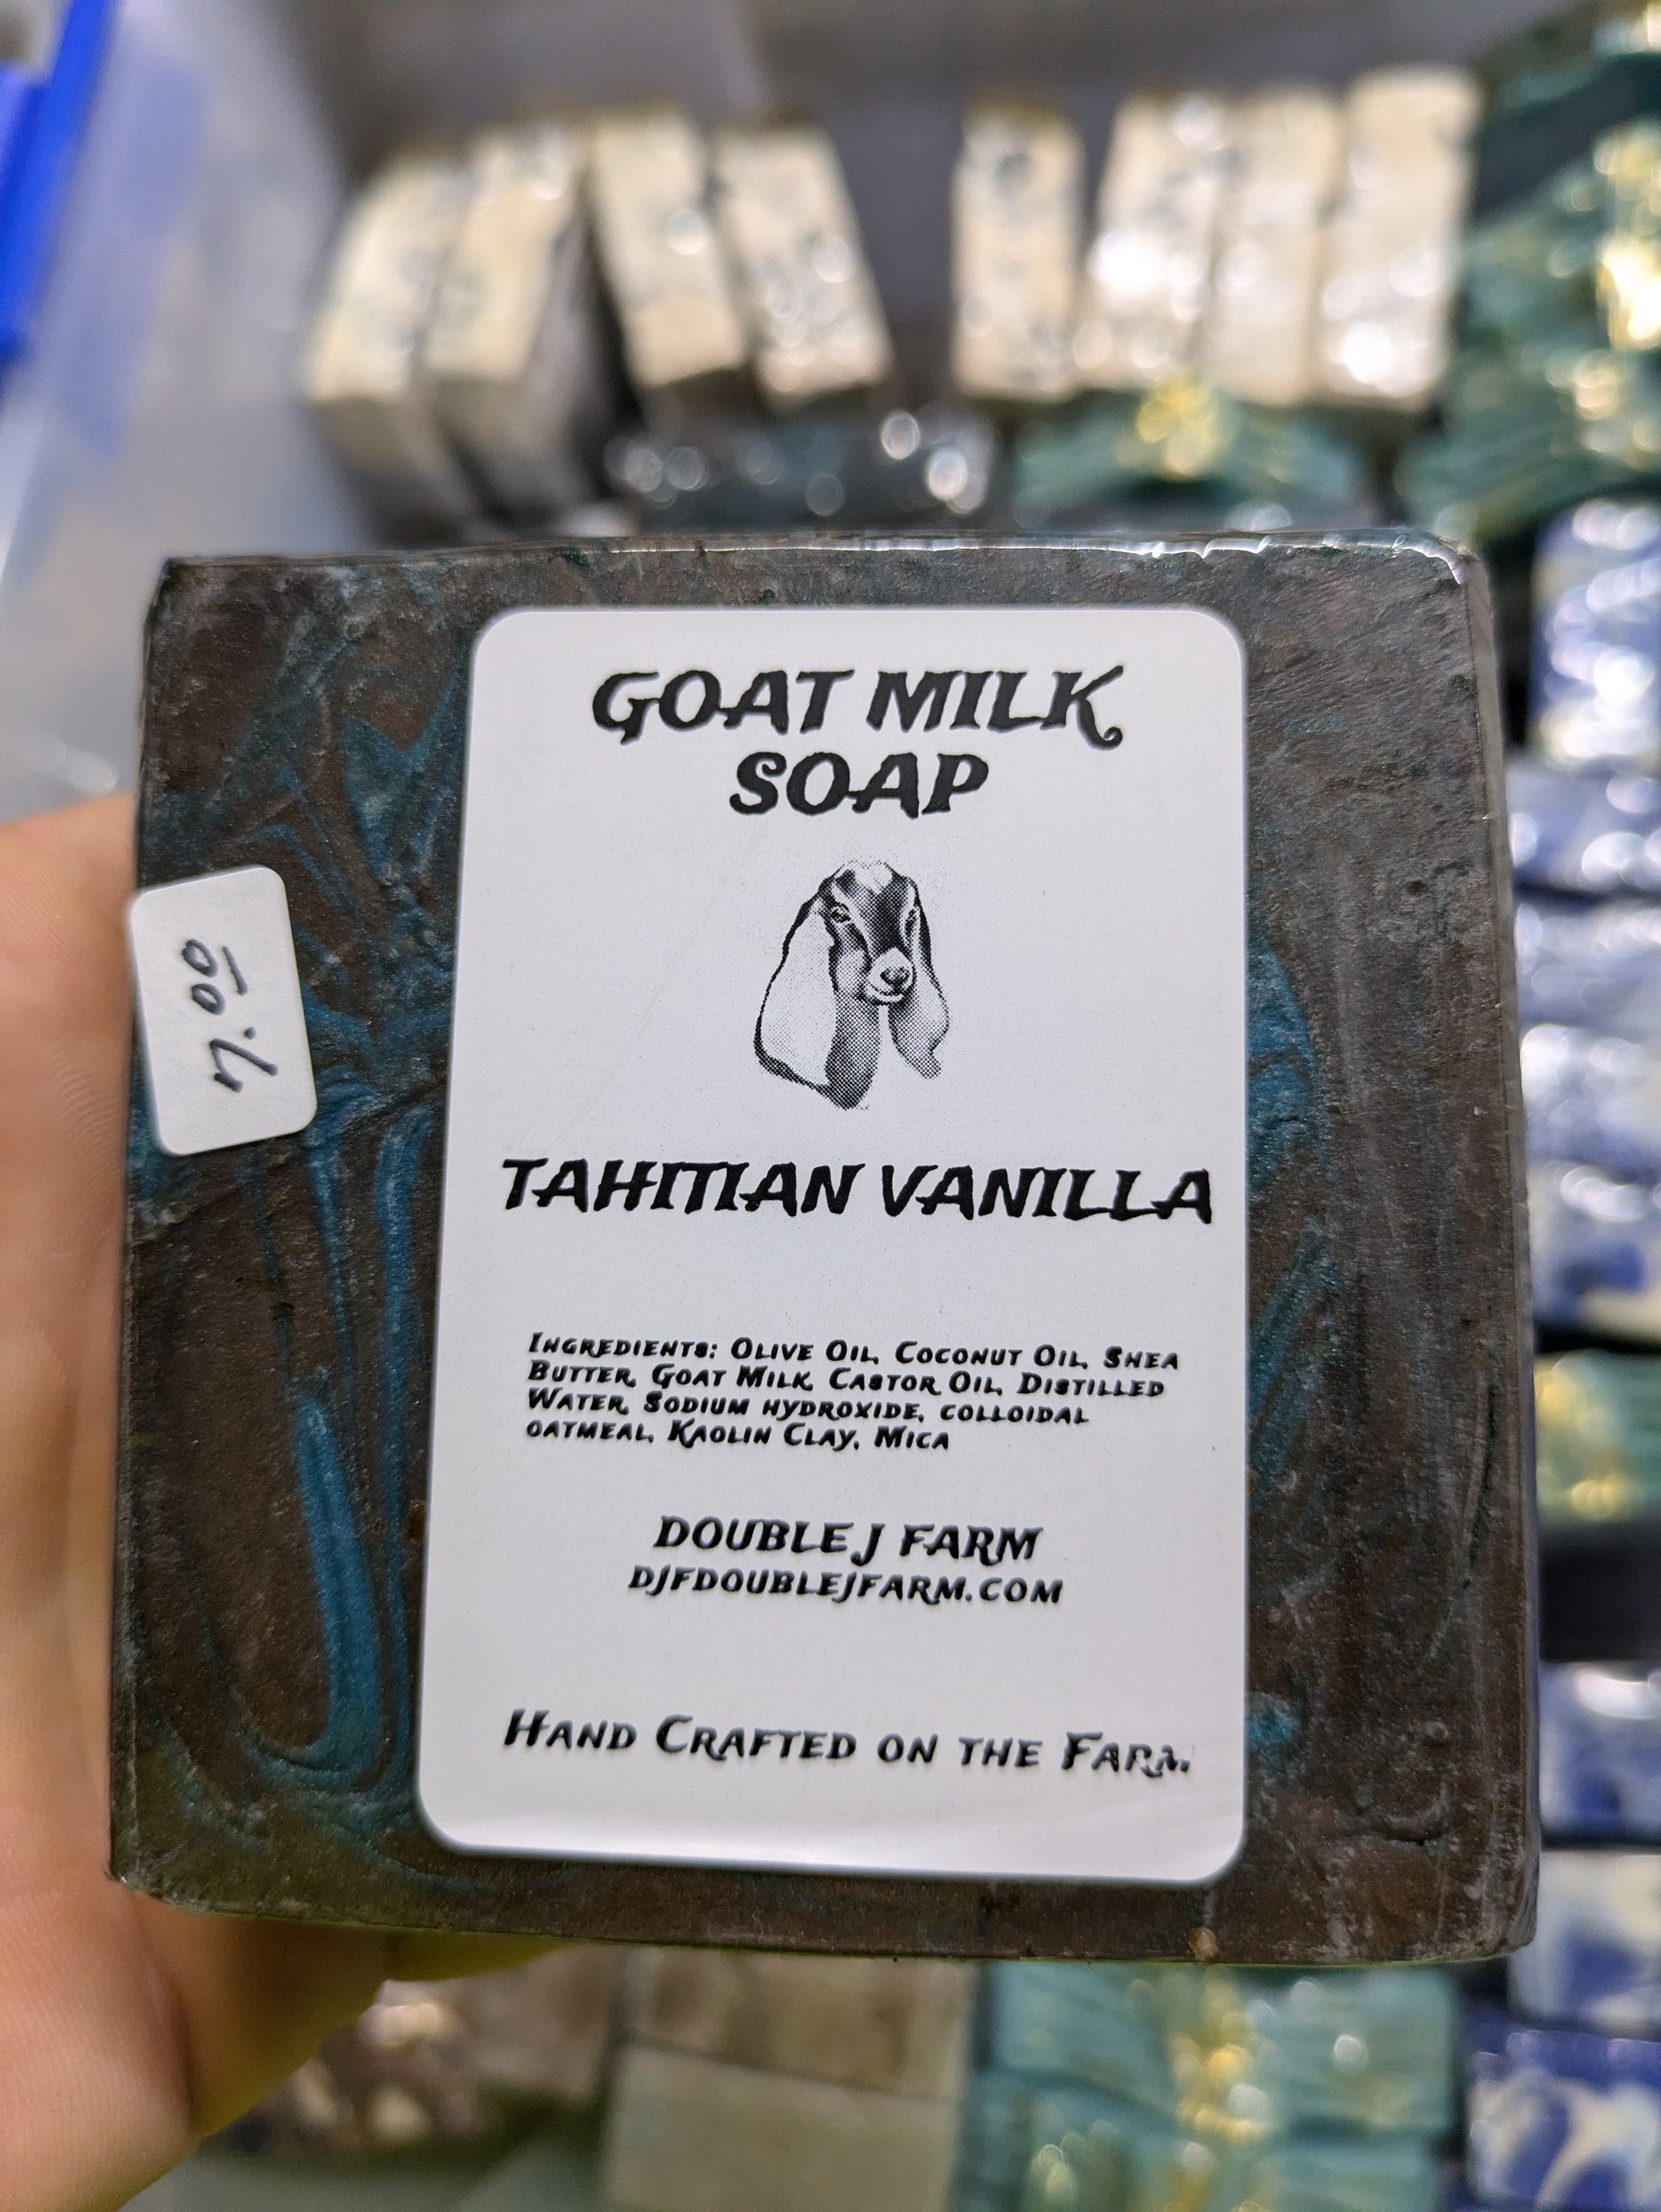 GOAT MILK
SOAP
TAHITIAN VANILLA
INGREDIENTS: OLIVE OIL, COCONUT OIL, SHEA
BUTTER, GOAT MILK, CASTOR OIL, DISTILLED
WATER, SODIUM HYDROXIDE, COLLOIDAL
OATMEAL, KAOLIN CLAY, MICA
DOUBLE J FARM
DJFDOUBLEJFARM.COM
HAND CRAFTED ON THE FARM.
7.00